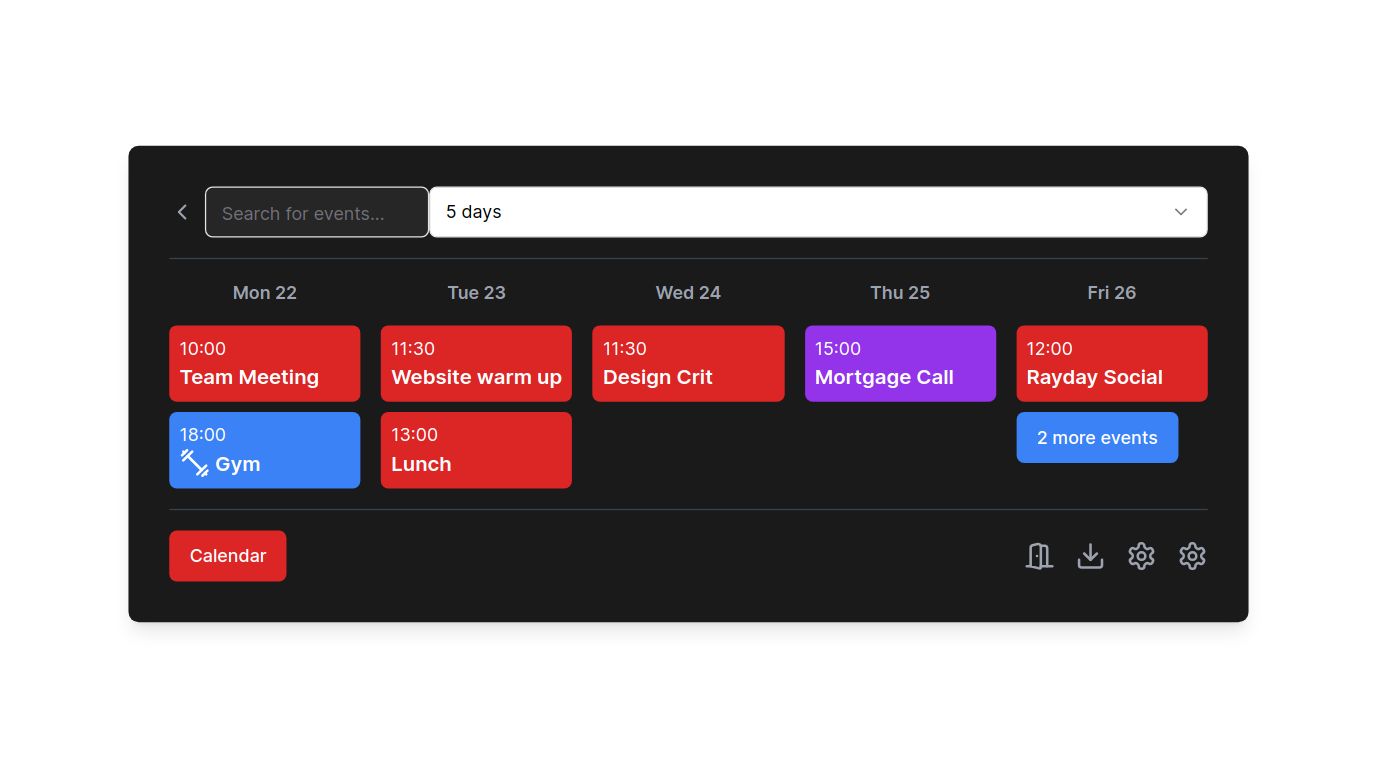 Search for events...
5 days
Mon 22
Tue 23
Wed 24
Thu 25
Fri 26
10:00
Team Meeting
18:00
Gym
11:30
Website warm up
13:00
Lunch
11:30
Design Crit
15:00
Mortgage Call
12:00
Rayday Social
2 more events
Calendar